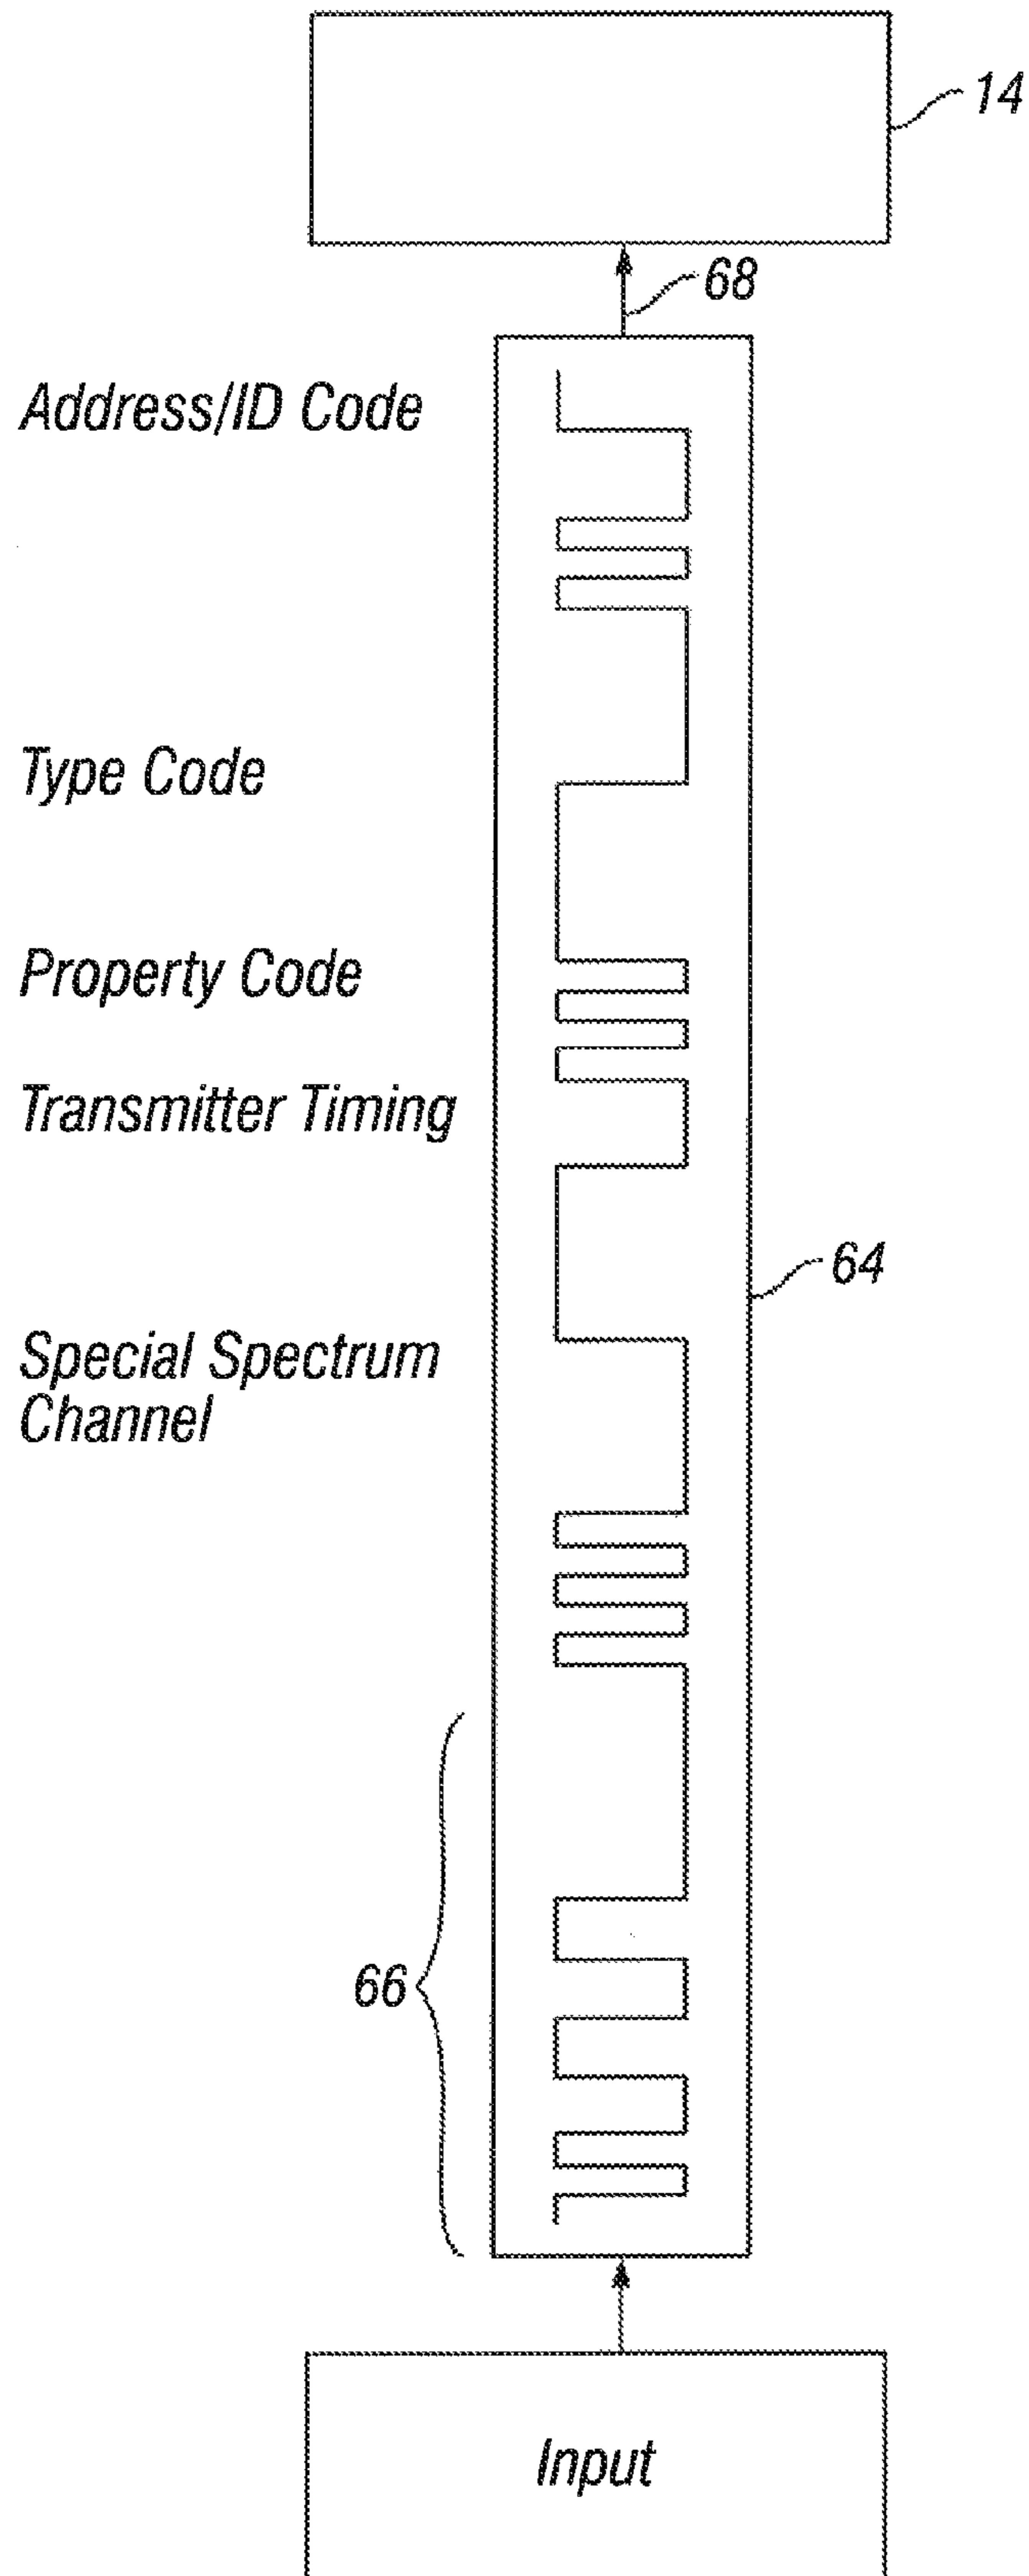 14
68
Address/ID Code
Type Code
Property Code
Transmitter Timing
64
Special Spectrum
Channel
66
Input